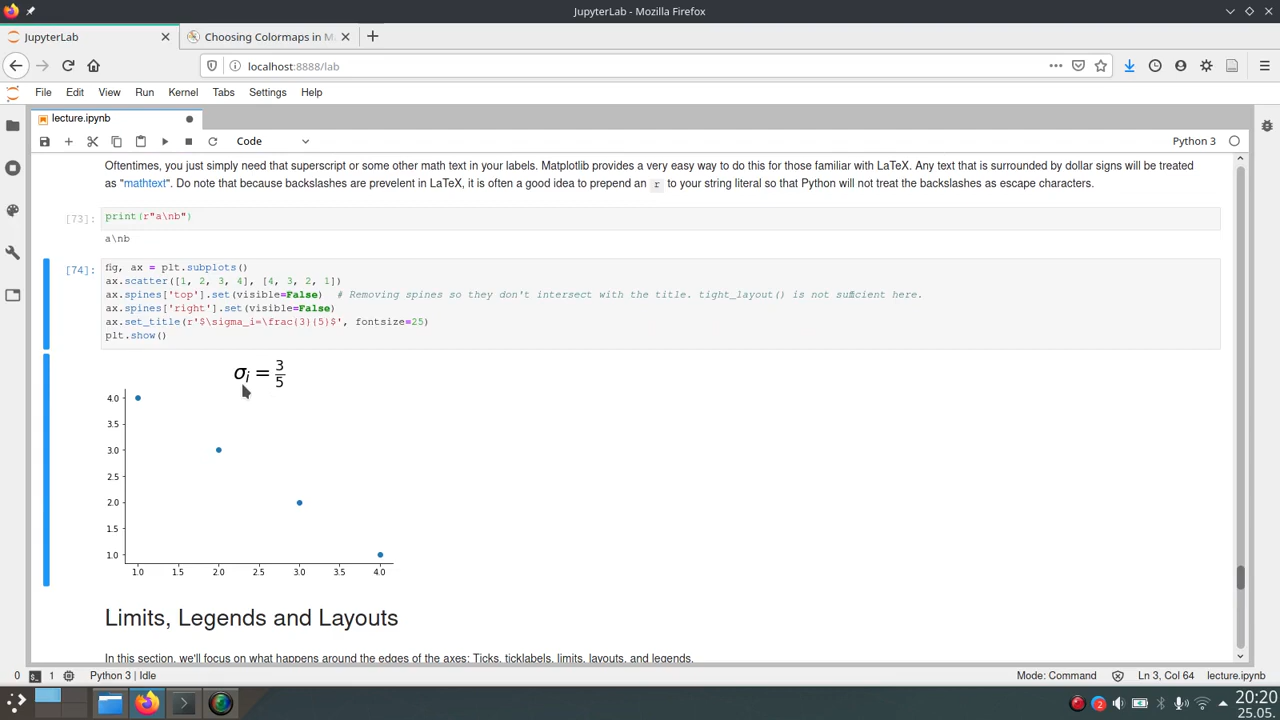 JupyterLab - Mozilla Firefox
JupyterLab
Choosing Colormaps in M
localhost:8888/lab
File Edit View Run Kernel Tabs Settings Help
lecture.ipynb
Code
Python 3
Oftentimes, you just simply need that superscript or some other math text in your labels. Matplotlib provides a very easy way to do this for those familiar with LaTeX. Any text that is surrounded by dollar signs will be treated
as "mathtext". Do note that because backslashes are prevelent in LaTeX, it is often a good idea to prepend an r to your string literal so that Python will not treat the backslashes as escape characters.
[73]: print(r"a\nb")
a\nb
[74]: fig, ax = plt.subplots()
ax.scatter([1, 2, 3, 4], [4, 3, 2, 1])
ax.spines['top'].set(visible=False) # Removing spines so they don't intersect with the title. tight_layout() is not sufficient here.
ax.spines['right'].set(visible=False)
ax.set_title(r'$\sigma_i=\frac{3}{5}$', fontsize=25)
plt.show()
σi = 3/5
4.0
3.5
3.0
2.5
2.0
1.5
1.0
1.0 1.5 2.0 2.5 3.0 3.5 4.0
Limits, Legends and Layouts
In this section, we'll focus on what happens around the edges of the axes: Ticks, ticklabels, limits, layouts, and legends.
0 1 Python 3 | Idle
Mode: Command Ln 3, Col 64 lecture.ipynb
2
20:20
25.05.